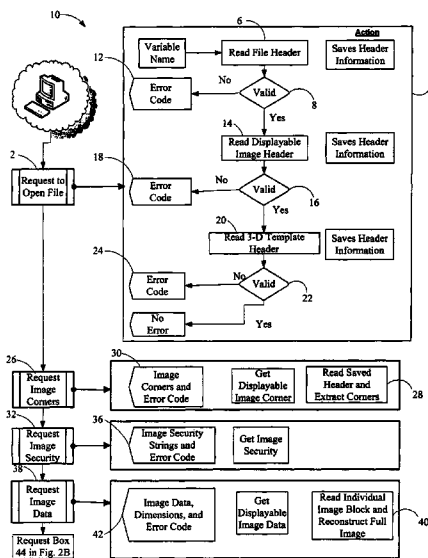 10
6
Action
Variable
Name
Read File Header
Saves Header
Information
12
No
Error
Code
Valid
8
Yes
14
Read Displayable
Image Header
Saves Header
Information
2
18
No
Request to
Open File
Error
Code
Valid
16
Yes
20
Read 3-D Template
Header
Saves Header
Information
24
No
Error
Code
Valid
22
No
Error
Yes
26
30
Request
Image
Corners
Image
Corners and
Error Code
Get
Displayable
Image Corner
Read Saved
Header and
Extract Corners
28
32
36
Request
Image
Security
Image Security
Strings and
Error Code
Get Image
Security
38
Request
Image
Data
Image Data,
Dimensions, and
Error Code
Get
Displayable
Image Data
Read Individual
Image Block and
Reconstruct Full
Image
40
42
Request Box
44 in Fig. 2B